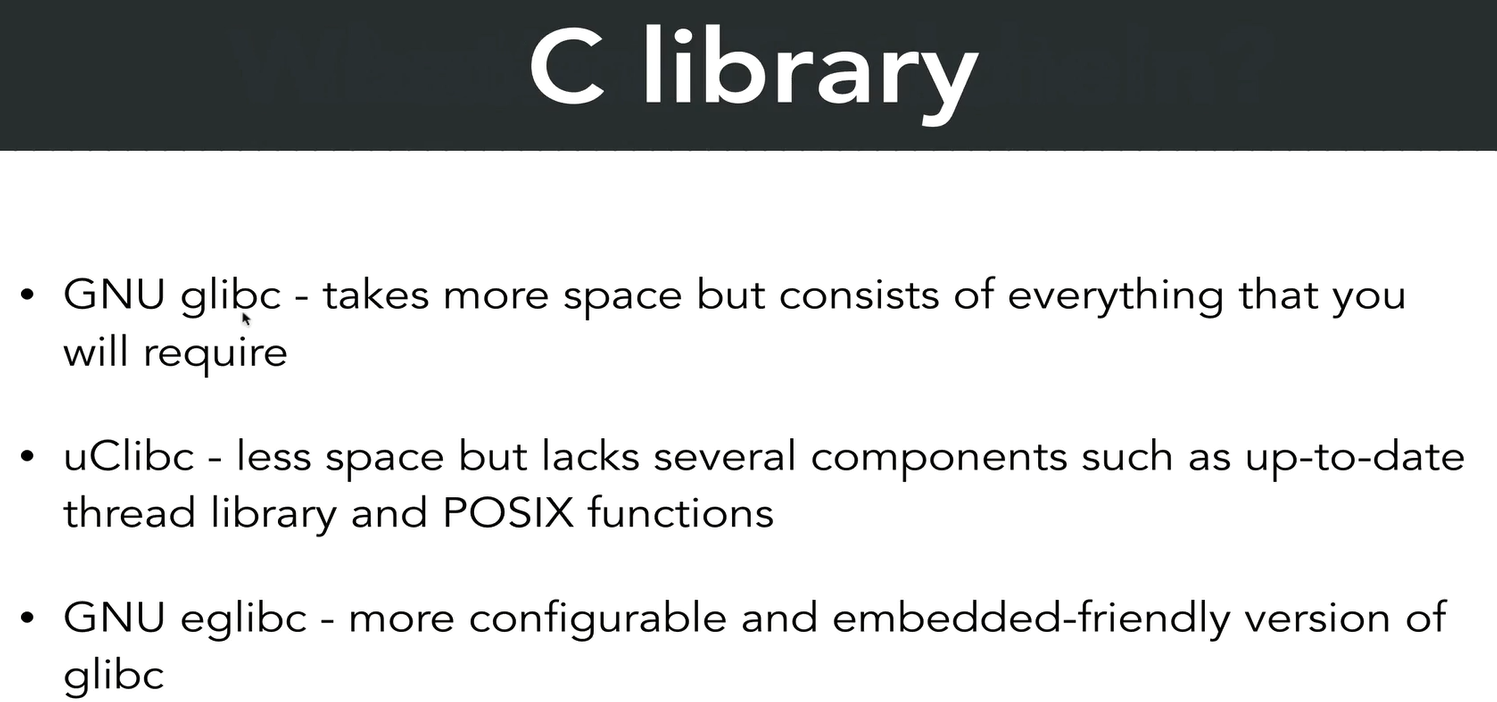 C library
• GNU glibc - takes more space but consists of everything that you
will require
• uClibc - less space but lacks several components such as up-to-date
thread library and POSIX functions
• GNU eglibc - more configurable and embedded-friendly version of
glibc